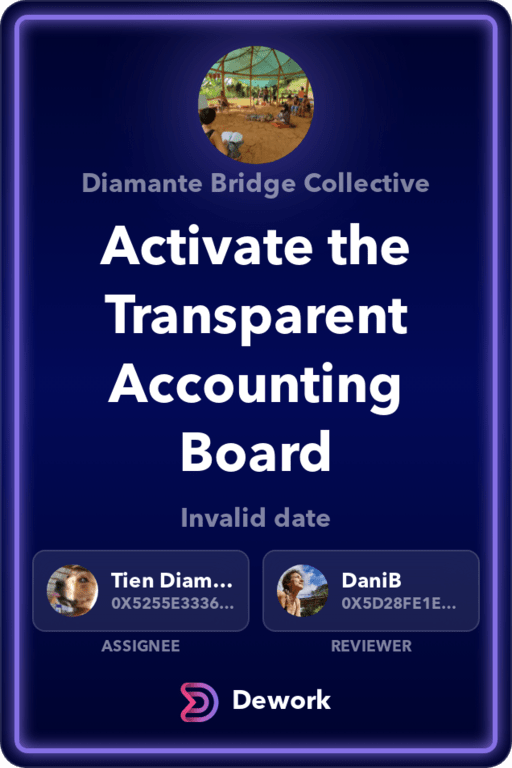 Diamante Bridge Collective
Activate the
Transparent
Accounting
Board
Invalid date
Tien Diam...
0X5255E3336...
ASSIGNEE
DaniB
0X5D28FE1E...
REVIEWER
Dework